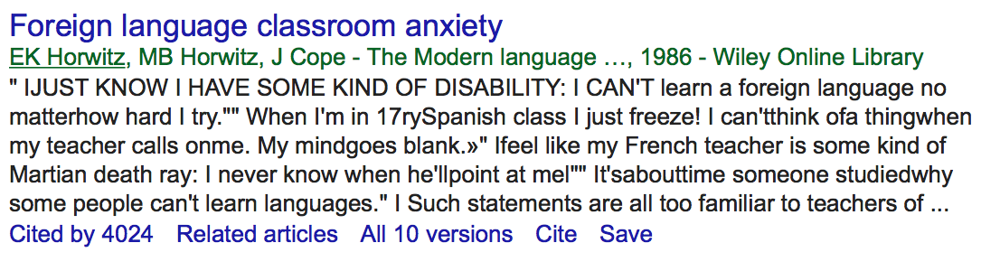 Foreign language classroom anxiety
EK Horwitz, MB Horwitz, J Cope - The Modern language …, 1986 - Wiley Online Library
" IJUST KNOW I HAVE SOME KIND OF DISABILITY: I CAN'T learn a foreign language no
matterhow hard I try."" When I'm in 17rySpanish class I just freeze! I can'tthink ofa thingwhen
my teacher calls onme. My mindgoes blank.»" Ifeel like my French teacher is some kind of
Martian death ray: I never know when he'llpoint at mel"" It'sabouttime someone studiedwhy
some people can't learn languages." I Such statements are all too familiar to teachers of ...
Cited by 4024 Related articles All 10 versions Cite Save